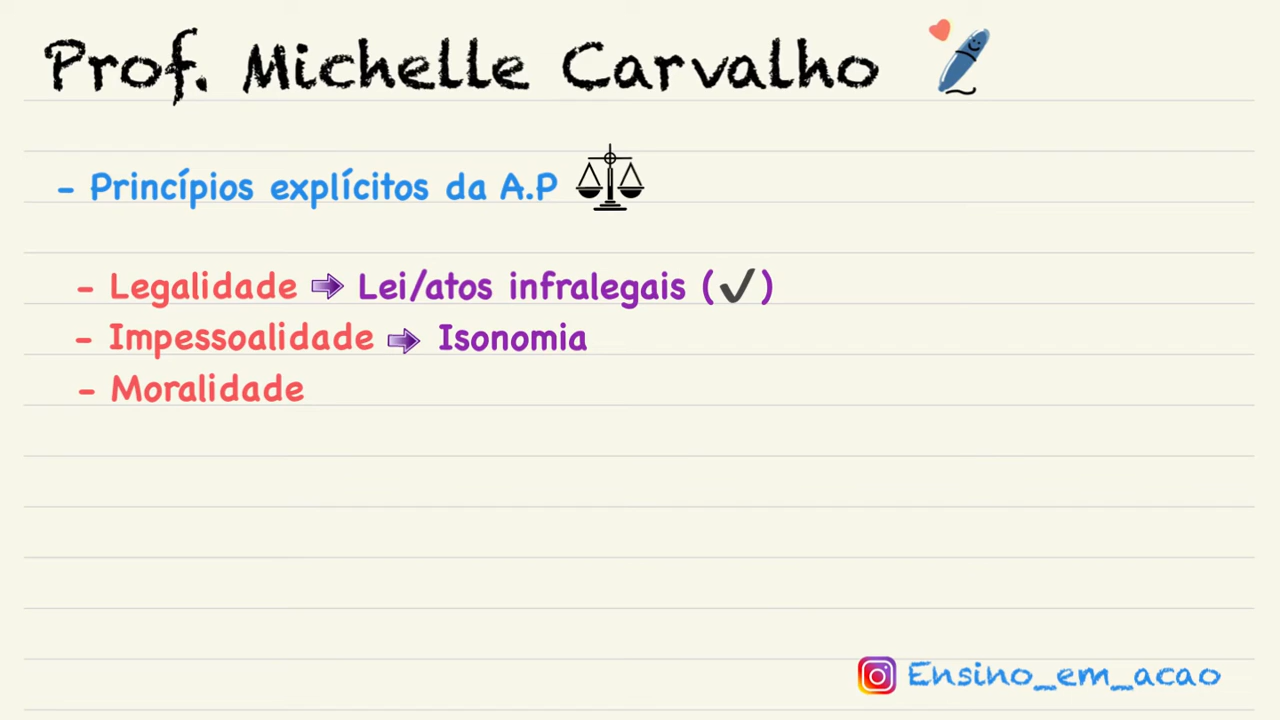 Prof. Michelle Carvalho
- Princípios explícitos da A.P
- Legalidade ➡ Lei/atos infralegais (✔)
- Impessoalidade ➡ Isonomia
- Moralidade
Ensino_em_acao